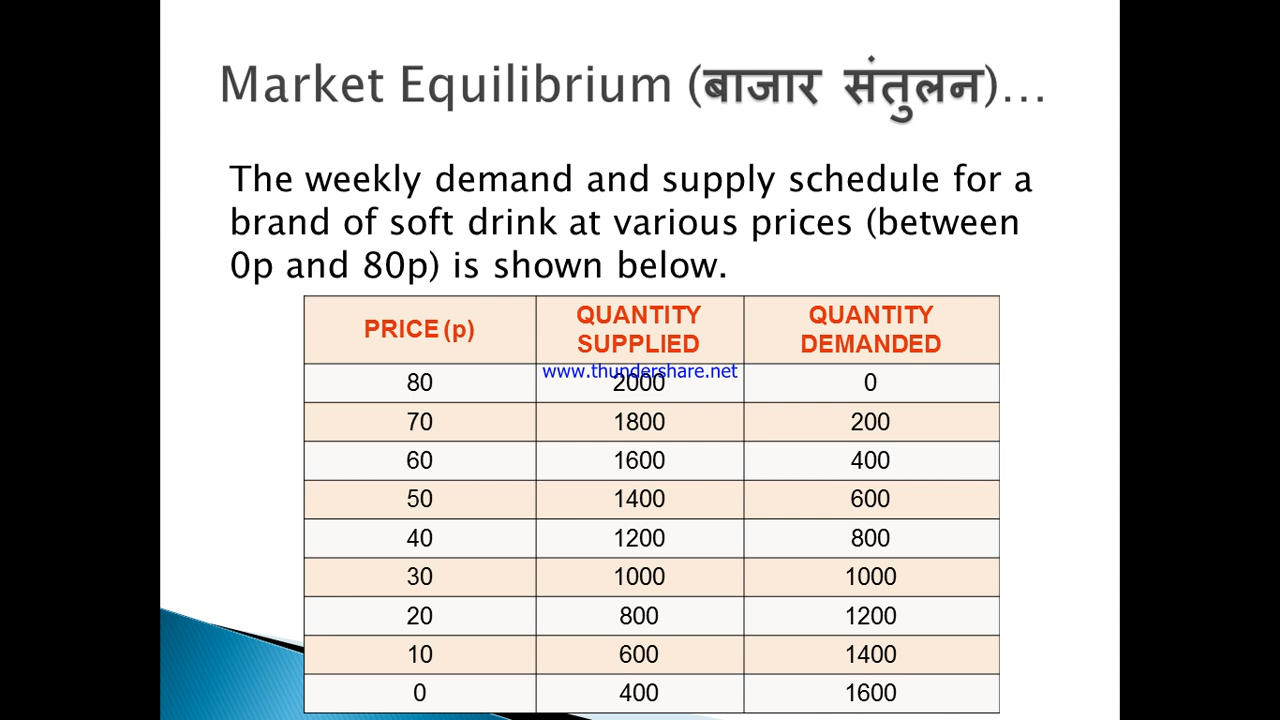 Market Equilibrium (बाजार संतुलन)...
The weekly demand and supply schedule for a
brand of soft drink at various prices (between
0p and 80p) is shown below.
PRICE (p) QUANTITY SUPPLIED QUANTITY DEMANDED
www.thundershare.net
80 2000 0
70 1800 200
60 1600 400
50 1400 600
40 1200 800
30 1000 1000
20 800 1200
10 600 1400
0 400 1600